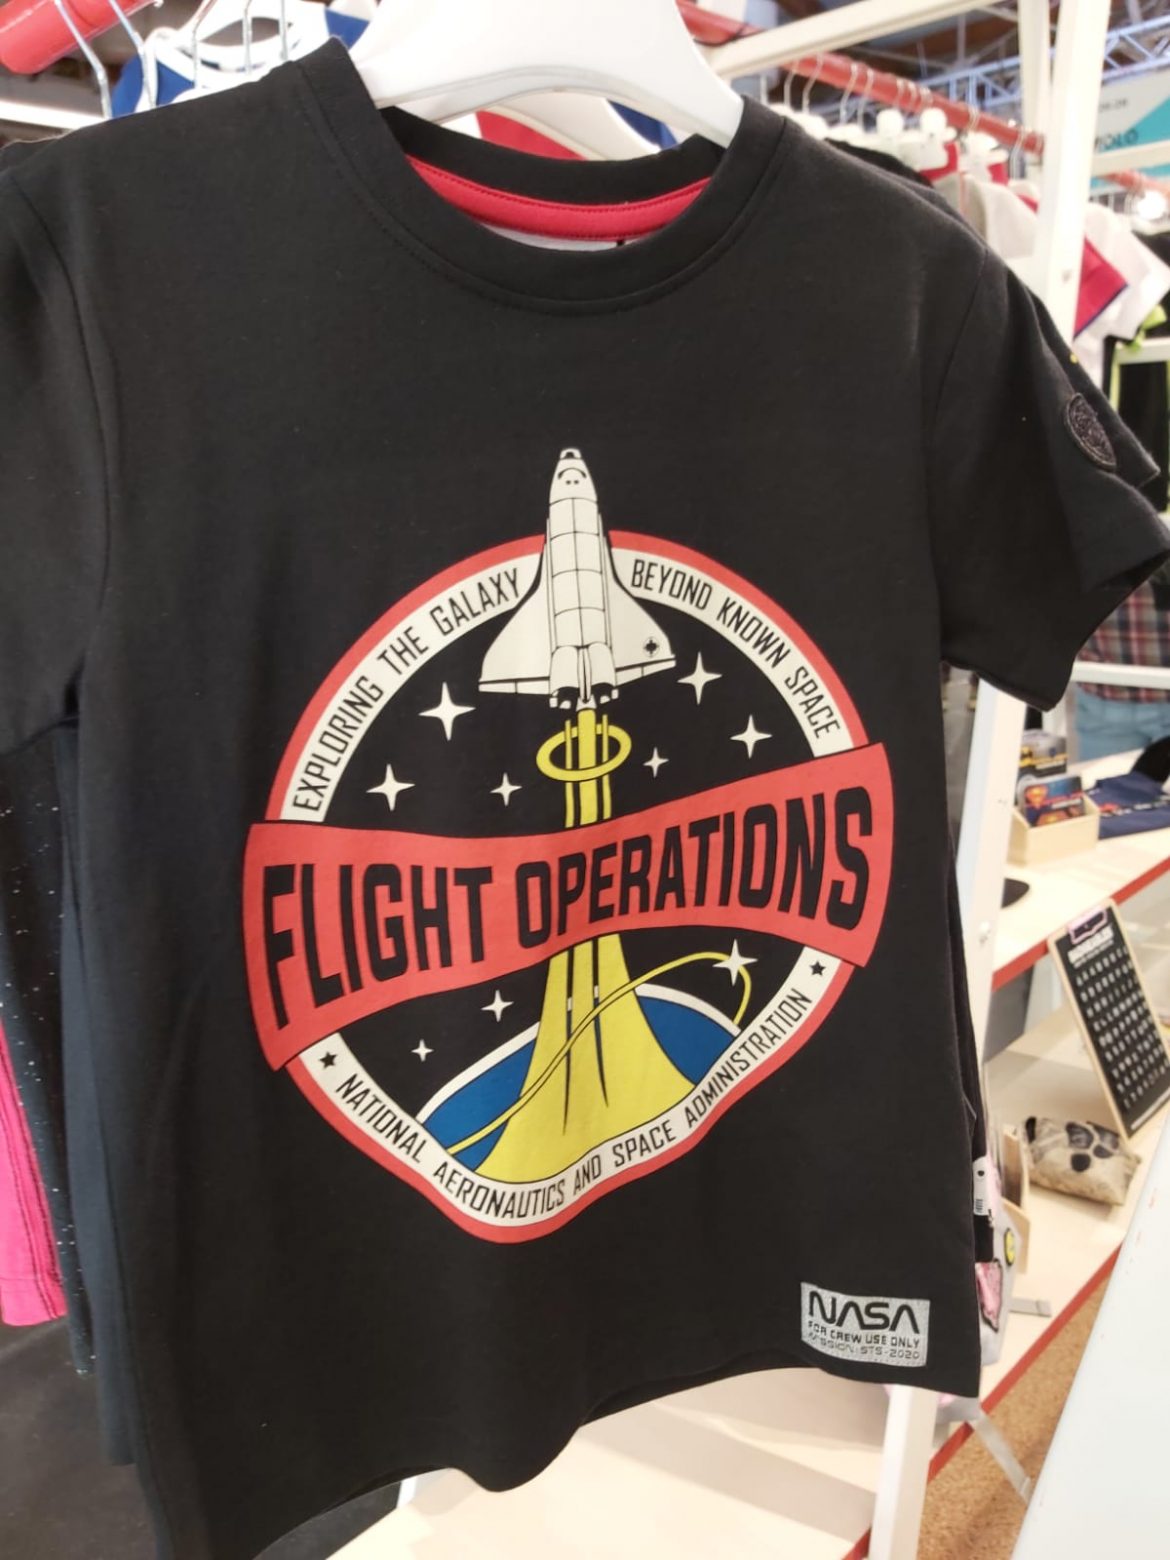 EXPLORING THE GALAXY
BEYOND KNOWN SPACE
FLIGHT OPERATIONS
★ NATIONAL AERONAUTICS AND SPACE ADMINISTRATION ★
NASA
FOR CREW USE ONLY
MISSION: STS-2020